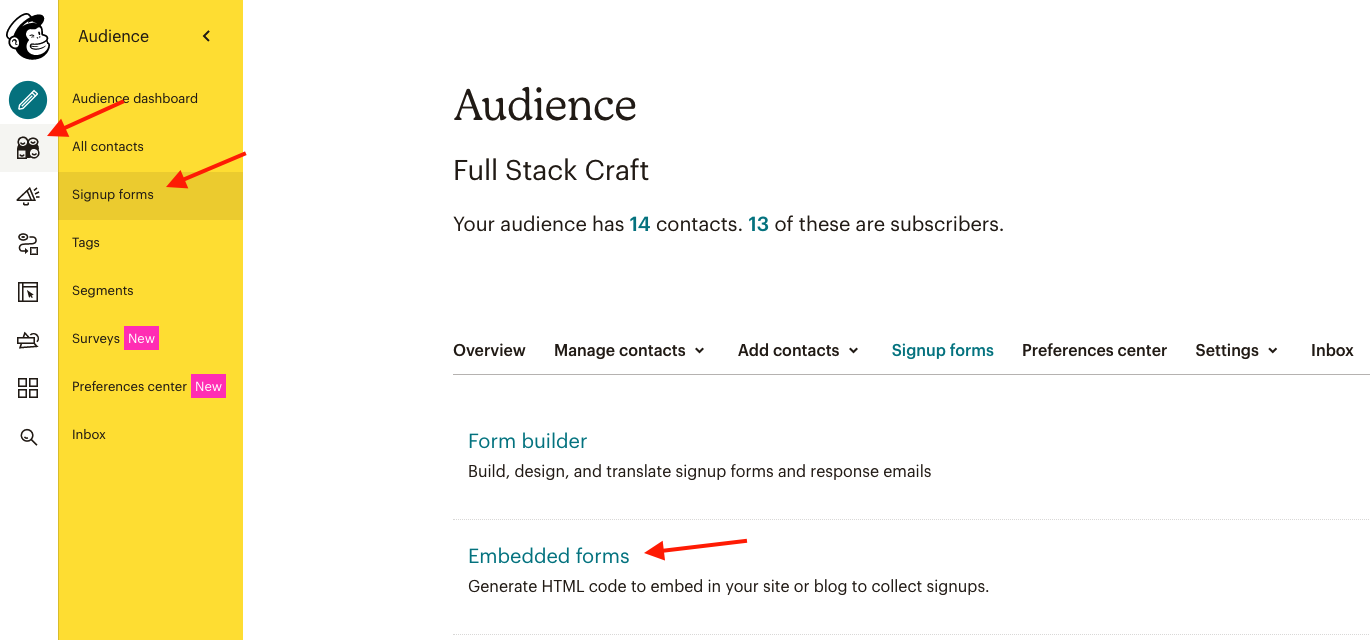 Audience
Audience dashboard
All contacts
Signup forms
Tags
Segments
Surveys New
Preferences center New
Inbox
Audience
Full Stack Craft
Your audience has 14 contacts. 13 of these are subscribers.
Overview Manage contacts Add contacts Signup forms Preferences center Settings Inbox
Form builder
Build, design, and translate signup forms and response emails
Embedded forms
Generate HTML code to embed in your site or blog to collect signups.